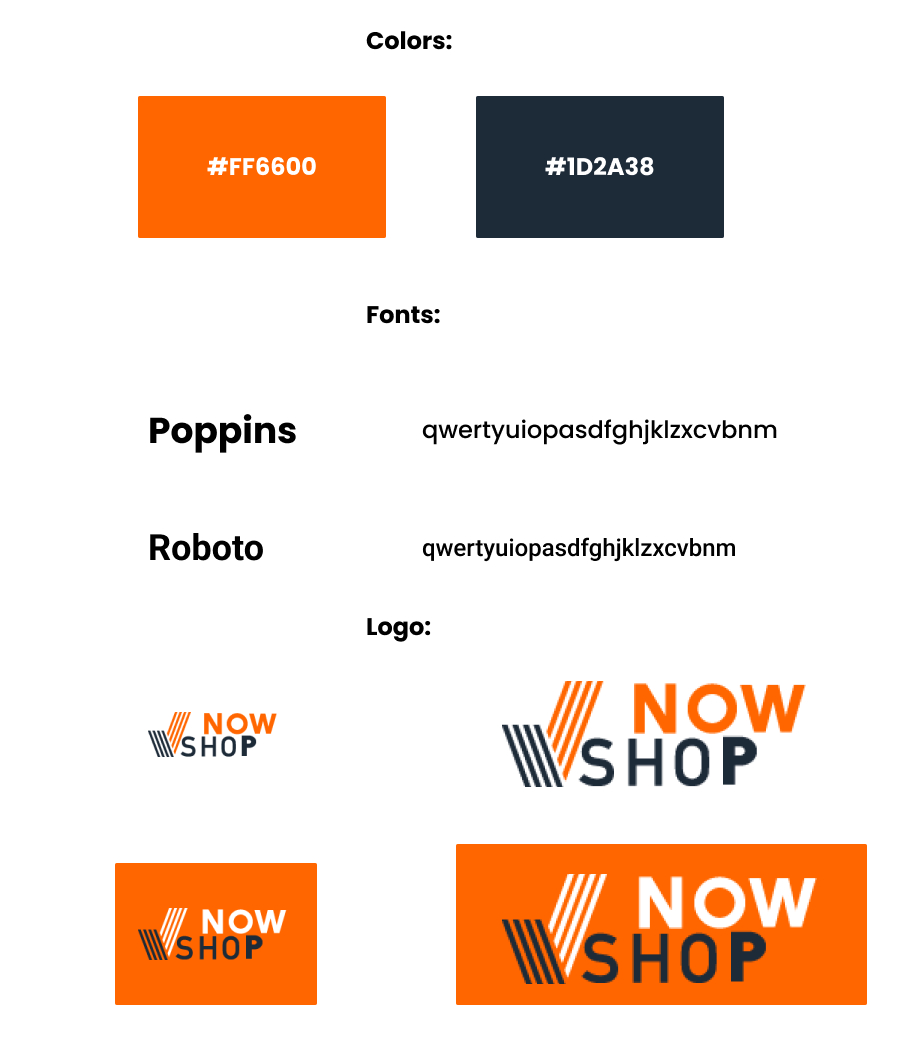 Colors:
#FF6600 #1D2A38
Fonts:
Poppins qwertyuiopasdfghjklzxcvbnm
Roboto qwertyuiopasdfghjklzxcvbnm
Logo:
NOW
SHOP
NOW
SHOP
NOW
SHOP
NOW
SHOP